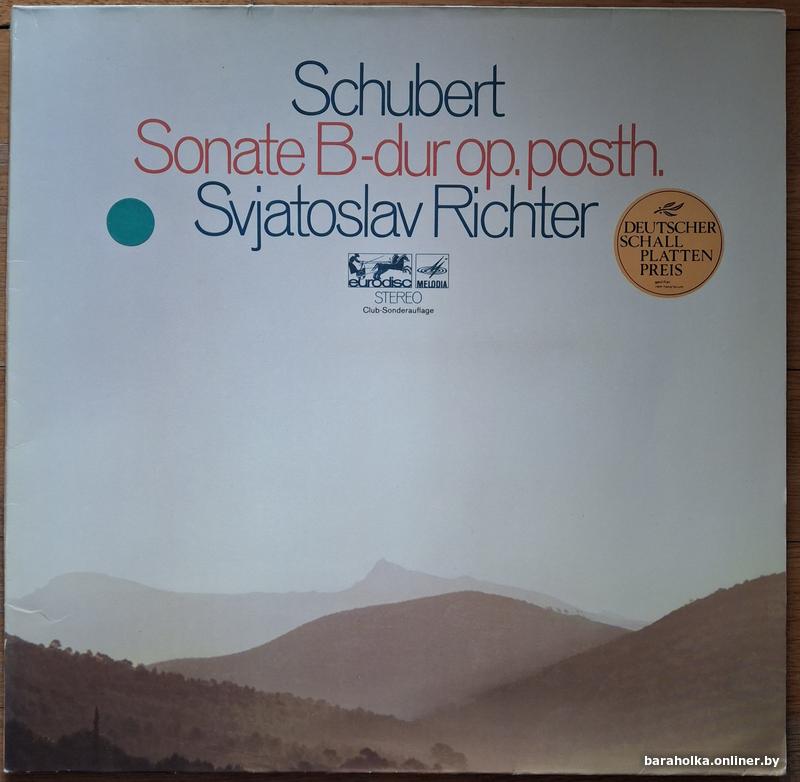 Schubert
Sonate B-dur op. posth.
Svjatoslav Richter
eurodisc
MELODIA
STEREO
Club-Sonderauflage
DEUTSCHER
SCHALL
PLATTEN
PREIS
baraholka.onliner.by